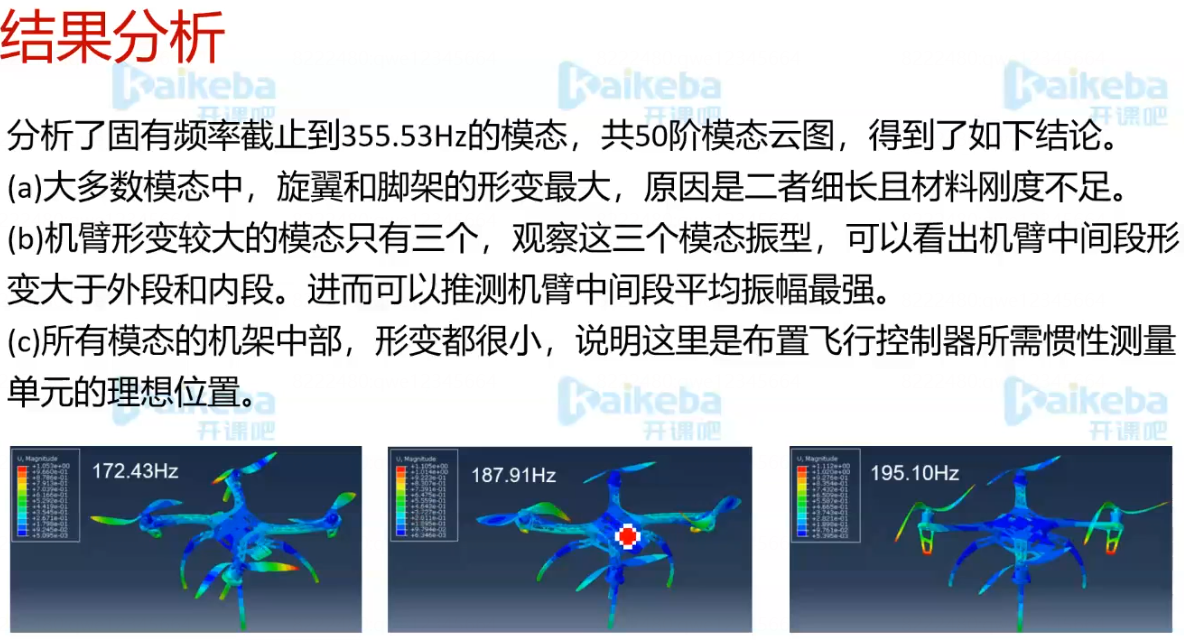 结果分析
Kaikeba
开课吧
Kaikeba
开课吧
Kaikeba
开课吧
分析了固有频率截止到355.53Hz的模态，共50阶模态云图，得到了如下结论。
(a)大多数模态中，旋翼和脚架的形变最大，原因是二者细长且材料刚度不足。
(b)机臂形变较大的模态只有三个，观察这三个模态振型，可以看出机臂中间段形
变大于外段和内段。进而可以推测机臂中间段平均振幅最强。
(c)所有模态的机架中部，形变都很小，说明这里是布置飞行控制器所需惯性测量
单元的理想位置。
Kaikeba
开课吧
Kaikeba
开课吧
Kaikeba
开课吧
U, Magnitude
172.43Hz
U, Magnitude
187.91Hz
U, Magnitude
195.10Hz